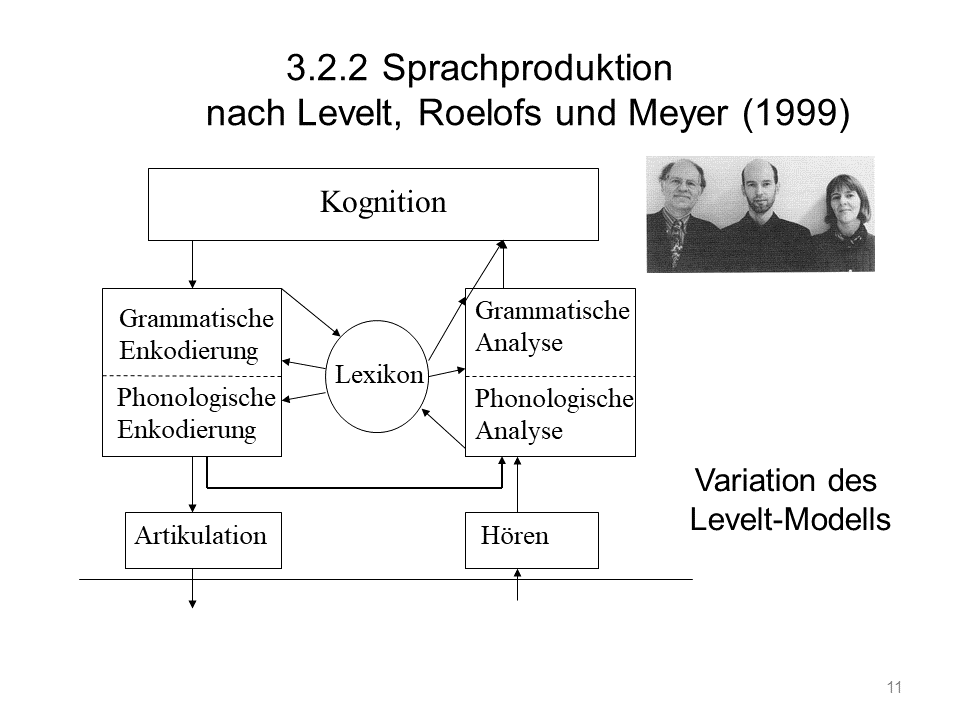 3.2.2 Sprachproduktion
nach Levelt, Roelofs und Meyer (1999)
Kognition
Grammatische
Enkodierung
Phonologische
Enkodierung
Lexikon
Grammatische
Analyse
Phonologische
Analyse
Artikulation
Hören
Variation des
Levelt-Modells
11